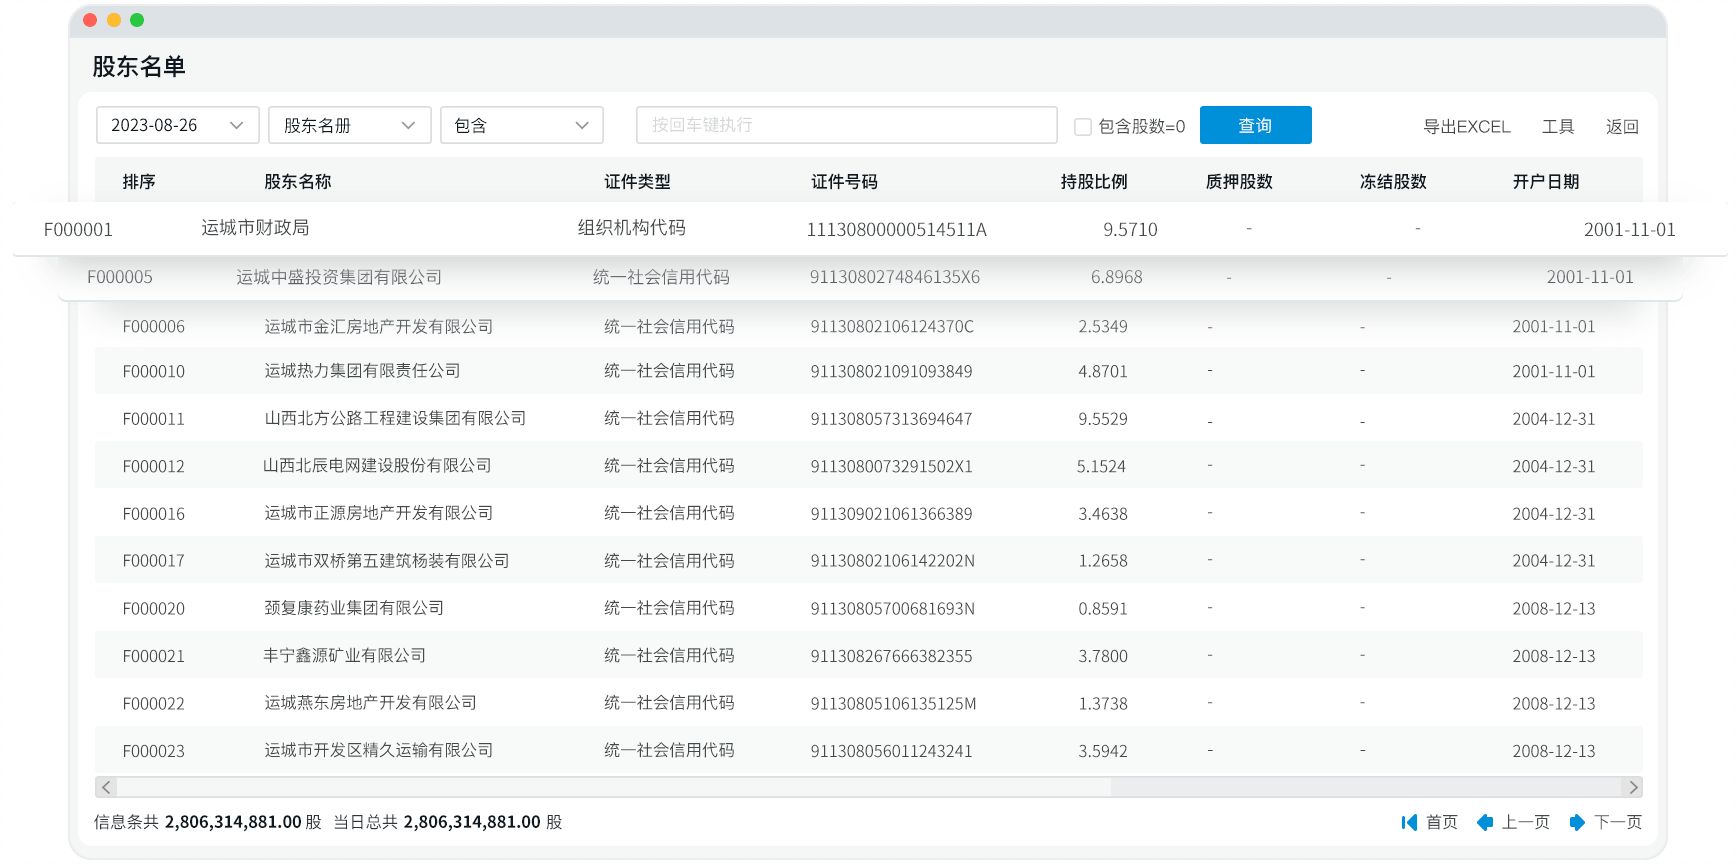 股东名单
2023-08-26 股东名册 包含 按回车键执行 包含股数=0 查询 导出EXCEL 工具 返回
排序 股东名称 证件类型 证件号码 持股比例 质押股数 冻结股数 开户日期
F000001 运城市财政局 组织机构代码 11130800000514511A 9.5710 - - 2001-11-01
F000005 运城中盛投资集团有限公司 统一社会信用代码 9113080274846135X6 6.8968 - - 2001-11-01
F000006 运城市金汇房地产开发有限公司 统一社会信用代码 91130802106124370C 2.5349 - - 2001-11-01
F000010 运城热力集团有限责任公司 统一社会信用代码 911308021091093849 4.8701 - - 2001-11-01
F000011 山西北方公路工程建设集团有限公司 统一社会信用代码 911308057313694647 9.5529 - - 2004-12-31
F000012 山西北辰电网建设股份有限公司 统一社会信用代码 9113080073291502X1 5.1524 - - 2004-12-31
F000016 运城市正源房地产开发有限公司 统一社会信用代码 911309021061366389 3.4638 - - 2004-12-31
F000017 运城市双桥第五建筑杨装有限公司 统一社会信用代码 91130802106142202N 1.2658 - - 2004-12-31
F000020 颈复康药业集团有限公司 统一社会信用代码 91130805700681693N 0.8591 - - 2008-12-13
F000021 丰宁鑫源矿业有限公司 统一社会信用代码 911308267666382355 3.7800 - - 2008-12-13
F000022 运城燕东房地产开发有限公司 统一社会信用代码 91130805106135125M 1.3738 - - 2008-12-13
F000023 运城市开发区精久运输有限公司 统一社会信用代码 911308056011243241 3.5942 - - 2008-12-13
信息条共 2,806,314,881.00 股 当日总共 2,806,314,881.00 股 首页 上一页 下一页